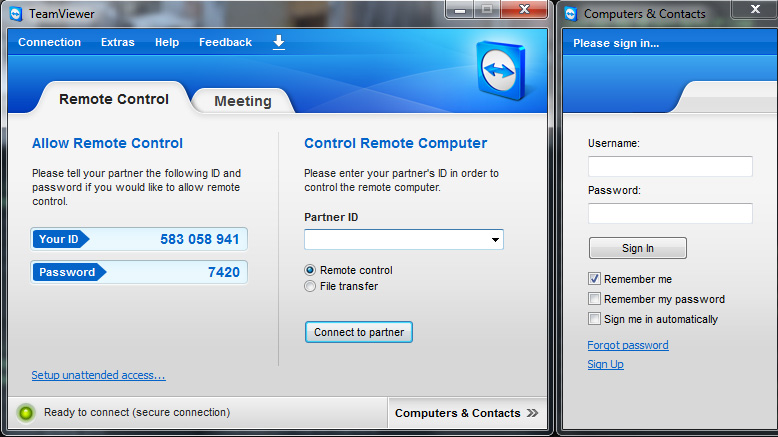 TeamViewer
Connection Extras Help Feedback
Remote Control
Meeting
Allow Remote Control
Please tell your partner the following ID and
password if you would like to allow remote
control.
Your ID 583 058 941
Password 7420
Setup unattended access...
Control Remote Computer
Please enter your partner's ID in order to
control the remote computer.
Partner ID
Remote control
File transfer
Connect to partner
Ready to connect (secure connection)
Computers & Contacts
Computers & Contacts
Please sign in...
Username:
Password:
Sign In
Remember me
Remember my password
Sign me in automatically
Forgot password
Sign Up